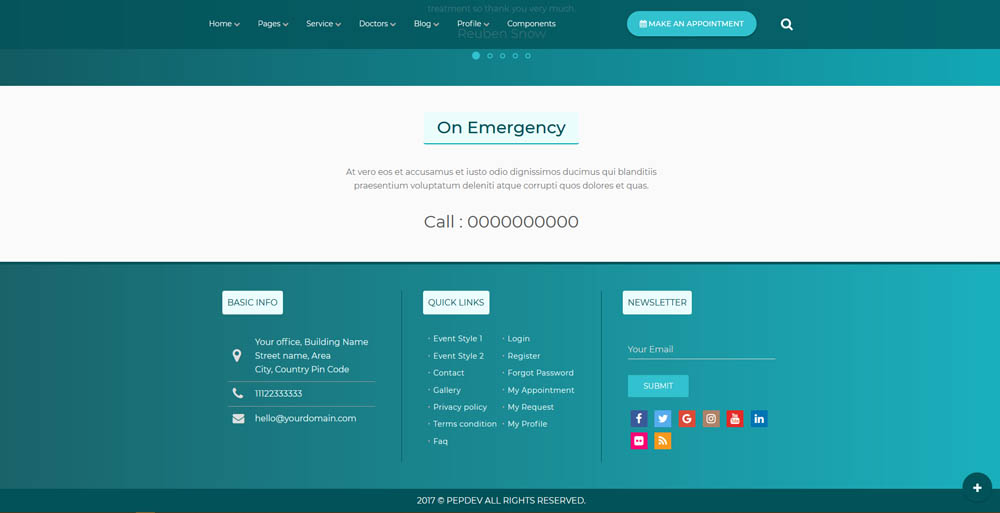 treatment so thank you very much.
Home Pages Service Doctors Blog Profile Components MAKE AN APPOINTMENT
Reuben Snow
On Emergency
At vero eos et accusamus et iusto odio dignissimos ducimus qui blanditiis
praesentium voluptatum deleniti atque corrupti quos dolores et quas.
Call : 0000000000
BASIC INFO
Your office, Building Name
Street name, Area
City, Country Pin Code
11122333333
hello@yourdomain.com
QUICK LINKS
· Event Style 1
· Event Style 2
· Contact
· Gallery
· Privacy policy
· Terms condition
· Faq
· Login
· Register
· Forgot Password
· My Appointment
· My Request
· My Profile
NEWSLETTER
Your Email
SUBMIT
2017 © PEPDEV ALL RIGHTS RESERVED.